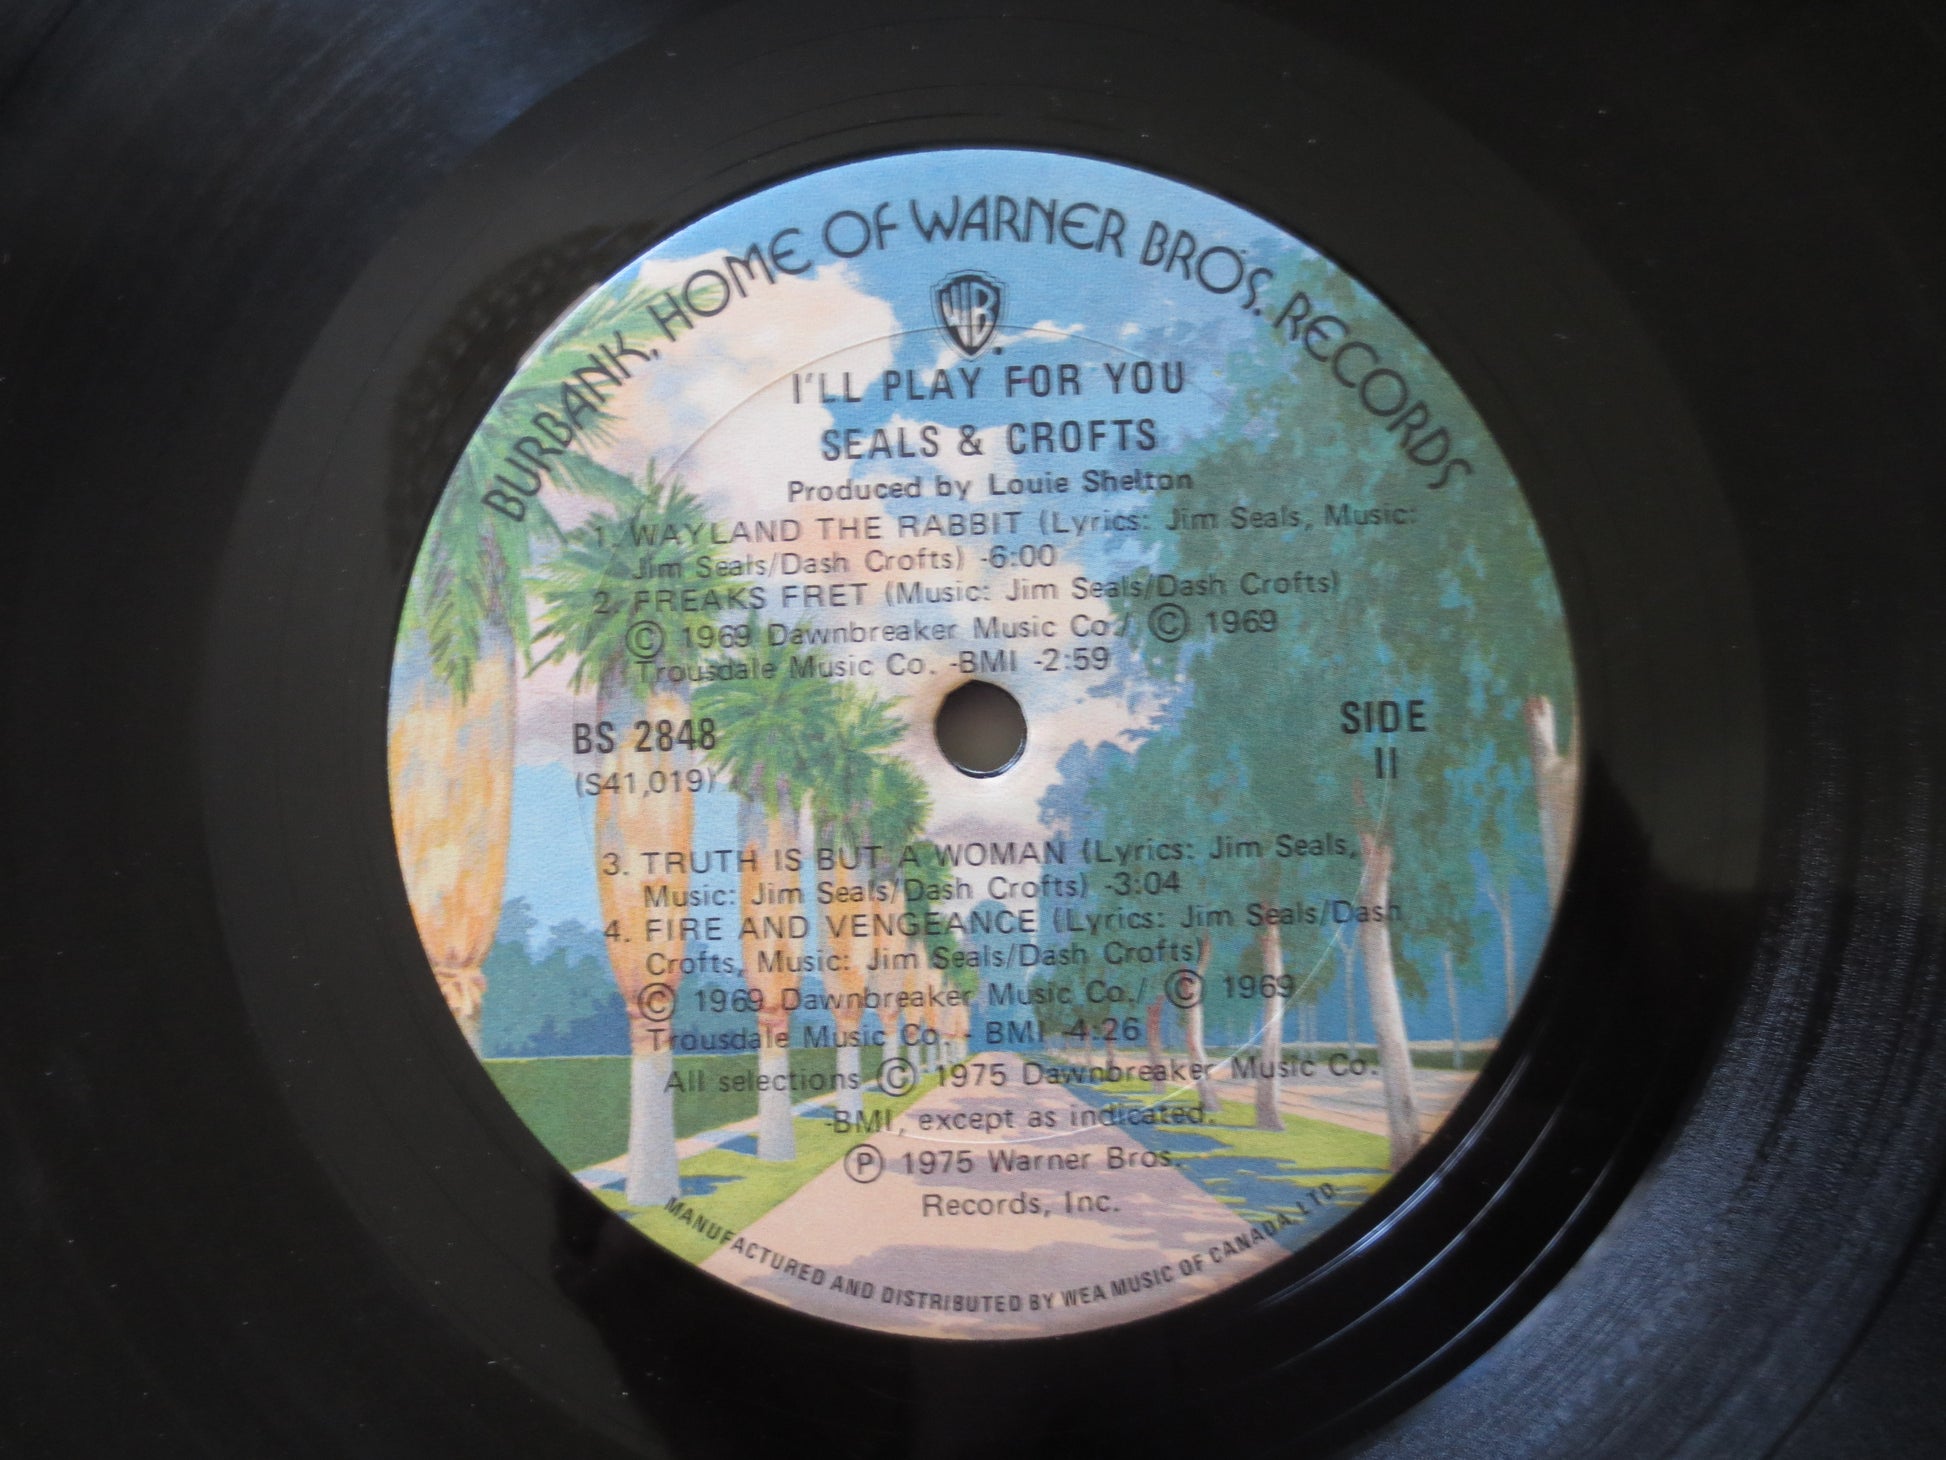 BURBANK, HOME OF WARNER BROS. RECORDS
WB
I'LL PLAY FOR YOU
SEALS & CROFTS
Produced by Louie Shelton
1. WAYLAND THE RABBIT (Lyrics: Jim Seals, Music:
Jim Seals/Dash Crofts) -6:00
2. FREAKS FRET (Music: Jim Seals/Dash Crofts)
© 1969 Dawnbreaker Music Co./ © 1969
Trousdale Music Co. -BMI -2:59
BS 2848
(S41,019)
SIDE
II
3. TRUTH IS BUT A WOMAN (Lyrics: Jim Seals,
Music: Jim Seals/Dash Crofts) -3:04
4. FIRE AND VENGEANCE (Lyrics: Jim Seals/Dash
Crofts, Music: Jim Seals/Dash Crofts)
© 1969 Dawnbreaker Music Co./ © 1969
Trousdale Music Co. - BMI -4:26
All selections © 1975 Dawnbreaker Music Co.
-BMI, except as indicated.
℗ 1975 Warner Bros.
Records, Inc.
MANUFACTURED AND DISTRIBUTED BY WEA MUSIC OF CANADA, LTD